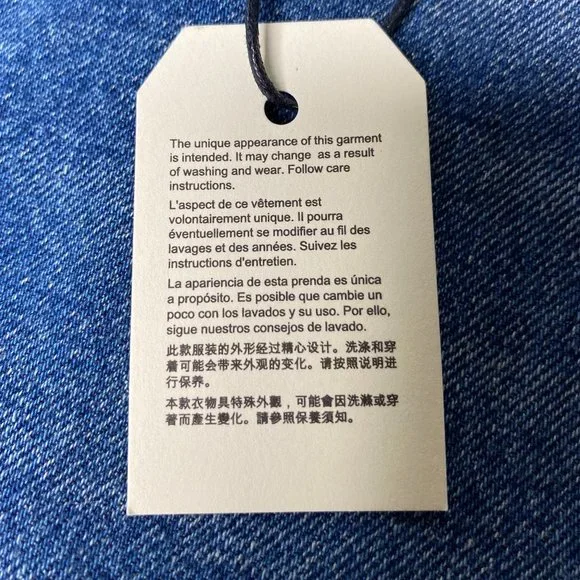 The unique appearance of this garment
is intended. It may change as a result
of washing and wear. Follow care
instructions.
L'aspect de ce vêtement est
volontairement unique. Il pourra
éventuellement se modifier au fil des
lavages et des années. Suivez les
instructions d'entretien.
La apariencia de esta prenda es única
a propósito. Es posible que cambie un
poco con los lavados y su uso. Por ello,
sigue nuestros consejos de lavado.
此款服装的外形经过精心设计。洗涤和穿
着可能会带来外观的变化。请按照说明进
行保养。
本款衣物具特殊外觀，可能會因洗滌或穿
著而產生變化。請參照保養須知。